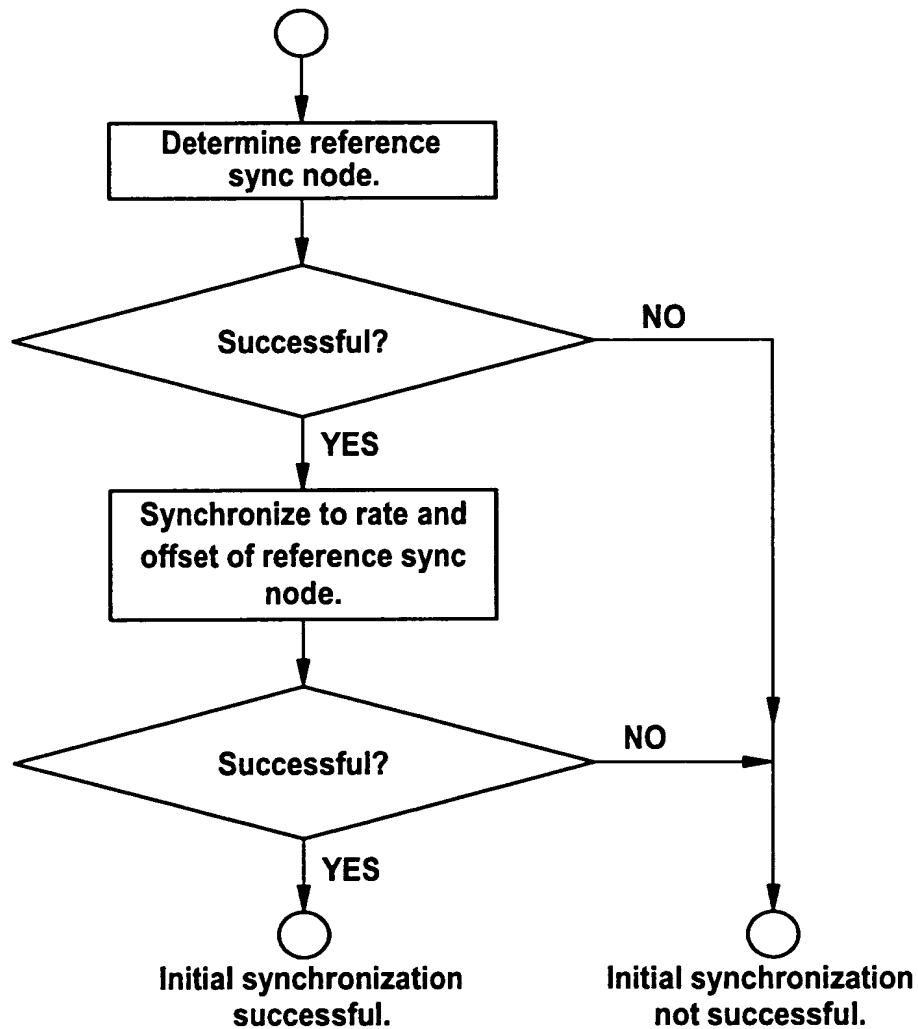 Determine reference
sync node.
Successful?
NO
YES
Synchronize to rate and
offset of reference sync
node.
Successful?
NO
YES
Initial synchronization
successful.
Initial synchronization
not successful.